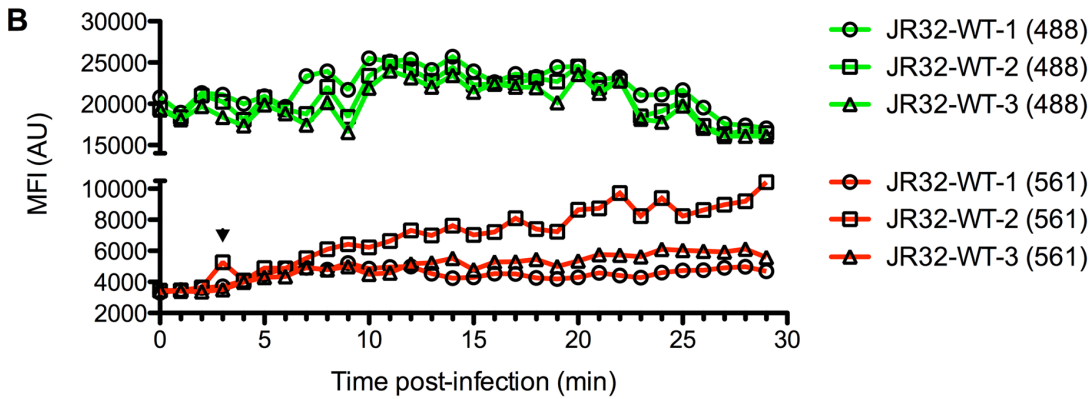 B
30000
25000
20000
15000
10000
8000
6000
4000
2000
MFI (AU)
0 5 10 15 20 25 30
Time post-infection (min)
JR32-WT-1 (488)
JR32-WT-2 (488)
JR32-WT-3 (488)
JR32-WT-1 (561)
JR32-WT-2 (561)
JR32-WT-3 (561)